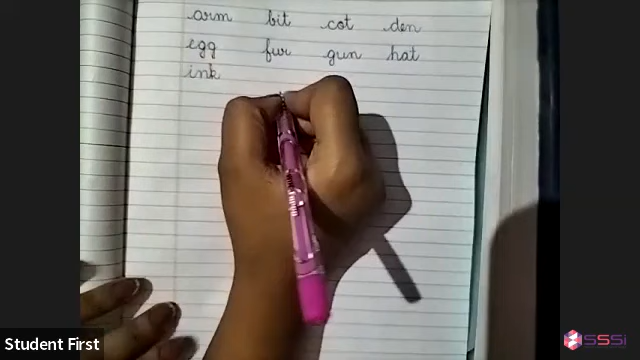 arm bit cot den
egg fur gun hat
ink
Student First
SSSi